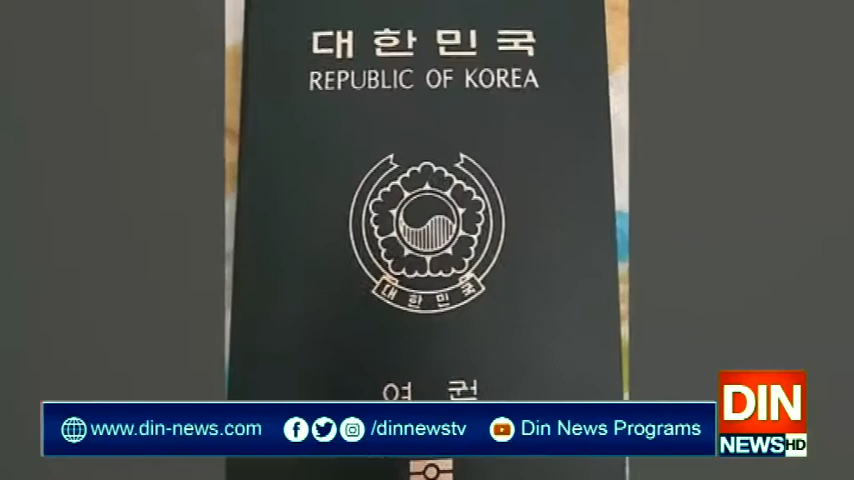 대한민국
REPUBLIC OF KOREA
대한민국
여권
www.din-news.com
/dinnewstv
Din News Programs
DIN
NEWS HD